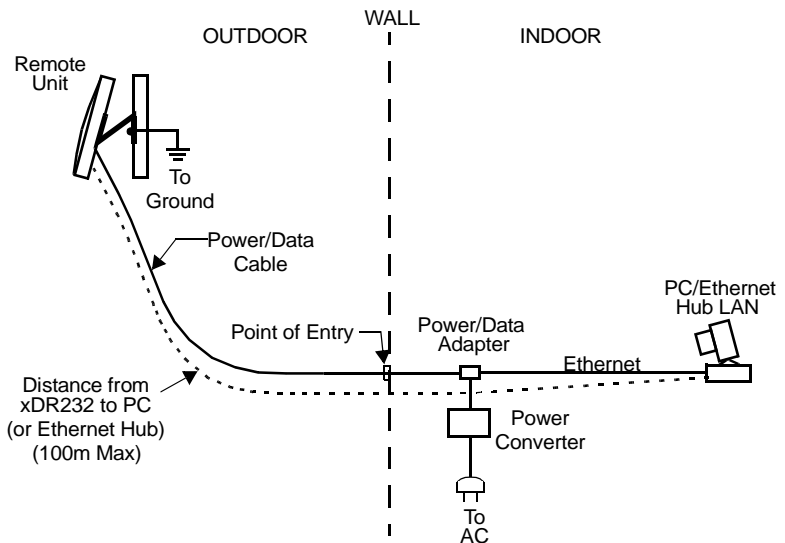 WALL
OUTDOOR
INDOOR
Remote
Unit
To
Ground
Power/Data
Cable
PC/Ethernet
Hub LAN
Point of Entry
Power/Data
Adapter
Ethernet
Distance from
xDR232 to PC
(or Ethernet Hub)
(100m Max)
Power
Converter
To
AC